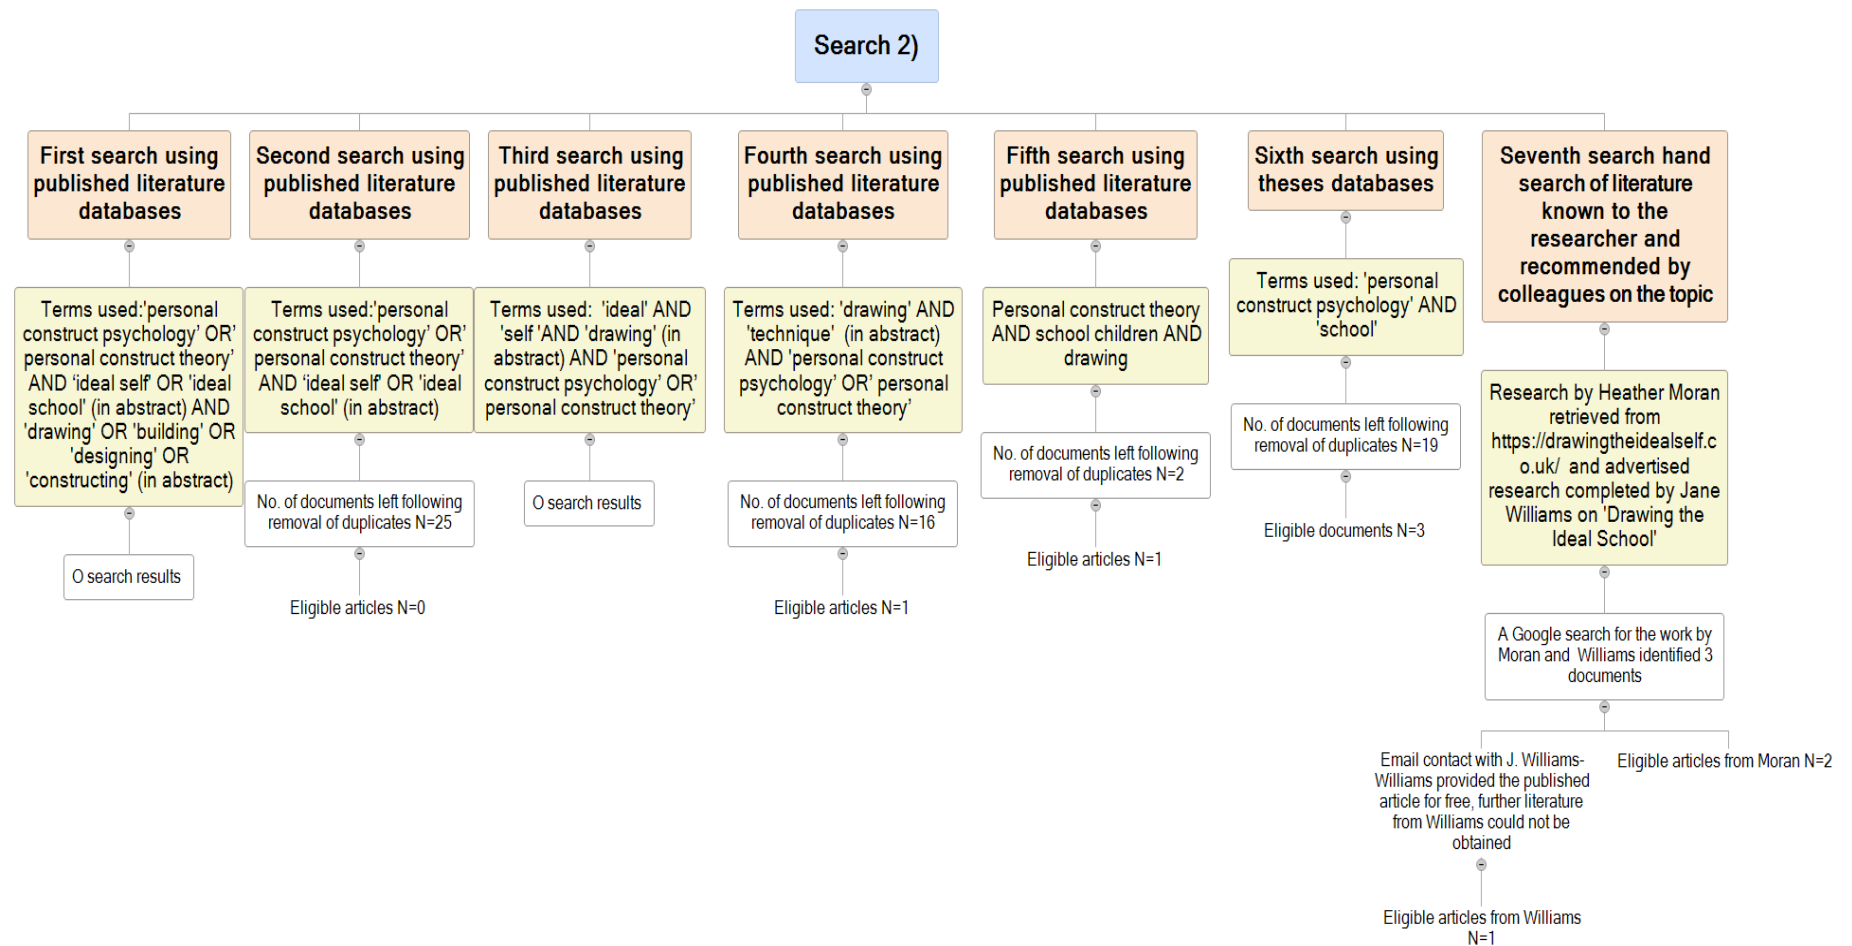 Search 2)
First search using
published literature
databases
Terms used:'personal
construct psychology’ OR’
personal construct theory’
AND ‘ideal self’ OR 'ideal
school' (in abstract) AND
'drawing' OR 'building' OR
'designing' OR
'constructing' (in abstract)
O search results
Second search using
published literature
databases
Terms used:'personal
construct psychology’ OR’
personal construct theory’
AND ‘ideal self’ OR 'ideal
school' (in abstract)
No. of documents left following
removal of duplicates N=25
Eligible articles N=0
Third search using
published literature
databases
Terms used:  'ideal' AND
'self 'AND 'drawing' (in
abstract) AND 'personal
construct psychology’ OR’
personal construct theory’
O search results
Fourth search using
published literature
databases
Terms used: 'drawing' AND
'technique'  (in abstract)
AND 'personal construct
psychology’ OR’ personal
construct theory’
No. of documents left following
removal of duplicates N=16
Eligible articles N=1
Fifth search using
published literature
databases
Personal construct theory
AND school children AND
drawing
No. of documents left following
removal of duplicates N=2
Eligible articles N=1
Sixth search using
theses databases
Terms used: 'personal
construct psychology’ AND
'school'
No. of documents left following
removal of duplicates N=19
Eligible documents N=3
Seventh search hand
search of literature
known to the
researcher and
recommended by
colleagues on the topic
Research by Heather Moran
retrieved from
https://drawingtheidealself.c
o.uk/  and advertised
research completed by Jane
Williams on 'Drawing the
Ideal School'
A Google search for the work by
Moran and  Williams identified 3
documents
Email contact with J. Williams-
Williams provided the published
article for free, further literature
from Williams could not be
obtained
Eligible articles from Williams
N=1
Eligible articles from Moran N=2